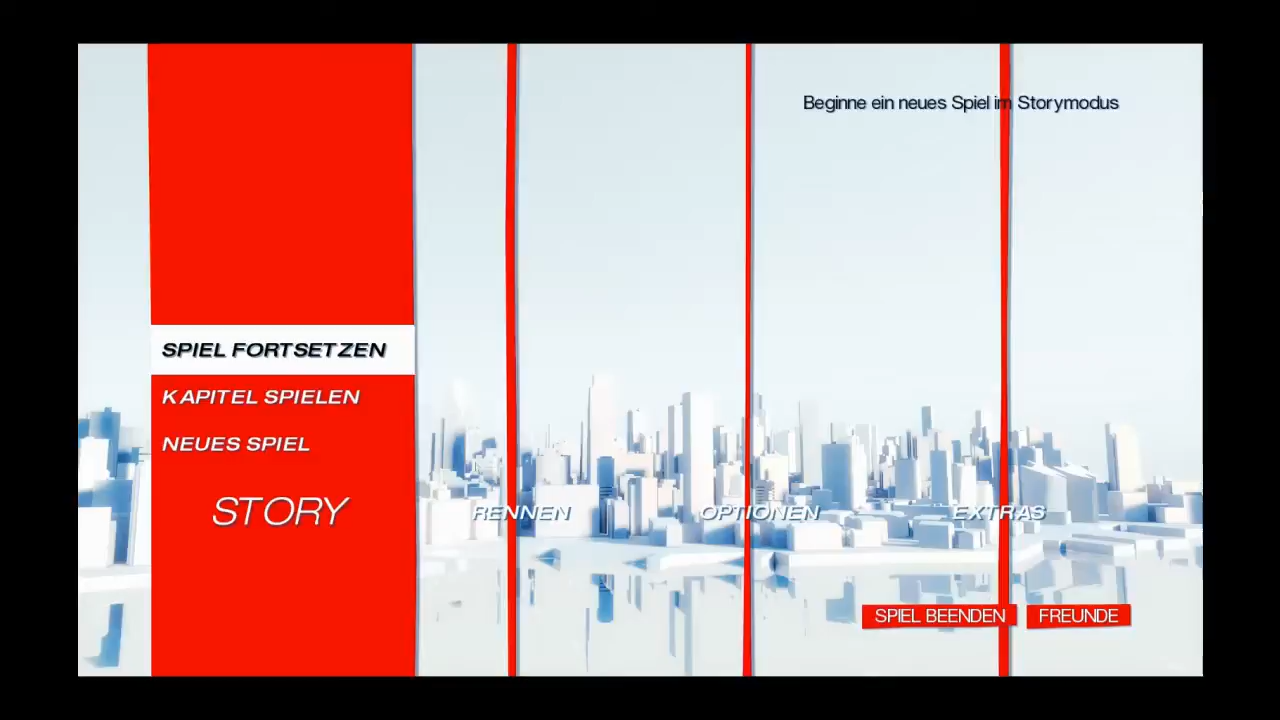 Beginne ein neues Spiel im Storymodus
SPIEL FORTSETZEN
KAPITEL SPIELEN
NEUES SPIEL
STORY
RENNEN
OPTIONEN
EXTRAS
SPIEL BEENDEN
FREUNDE